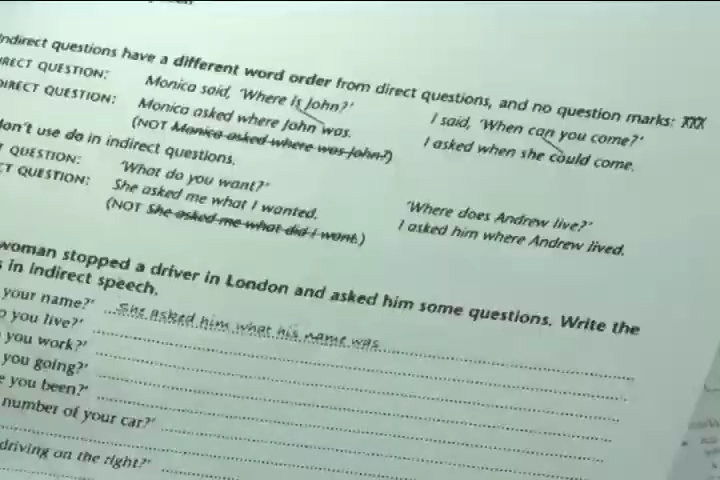 Indirect questions have a different word order from direct questions, and no question marks: XXX
RECT QUESTION: Monica said, 'Where is John?' I said, 'When can you come?'
DIRECT QUESTION: Monica asked where John was. I asked when she could come.
(NOT Monica asked where was John?)
don't use do in indirect questions.
T QUESTION: 'What do you want?' 'Where does Andrew live?'
CT QUESTION: She asked me what I wanted. I asked him where Andrew lived.
(NOT She asked me what did I want.)
woman stopped a driver in London and asked him some questions. Write the
s in indirect speech.
your name?' She asked him what his name was
o you live?'
you work?'
you going?'
e you been?'
number of your car?'
driving on the right?'